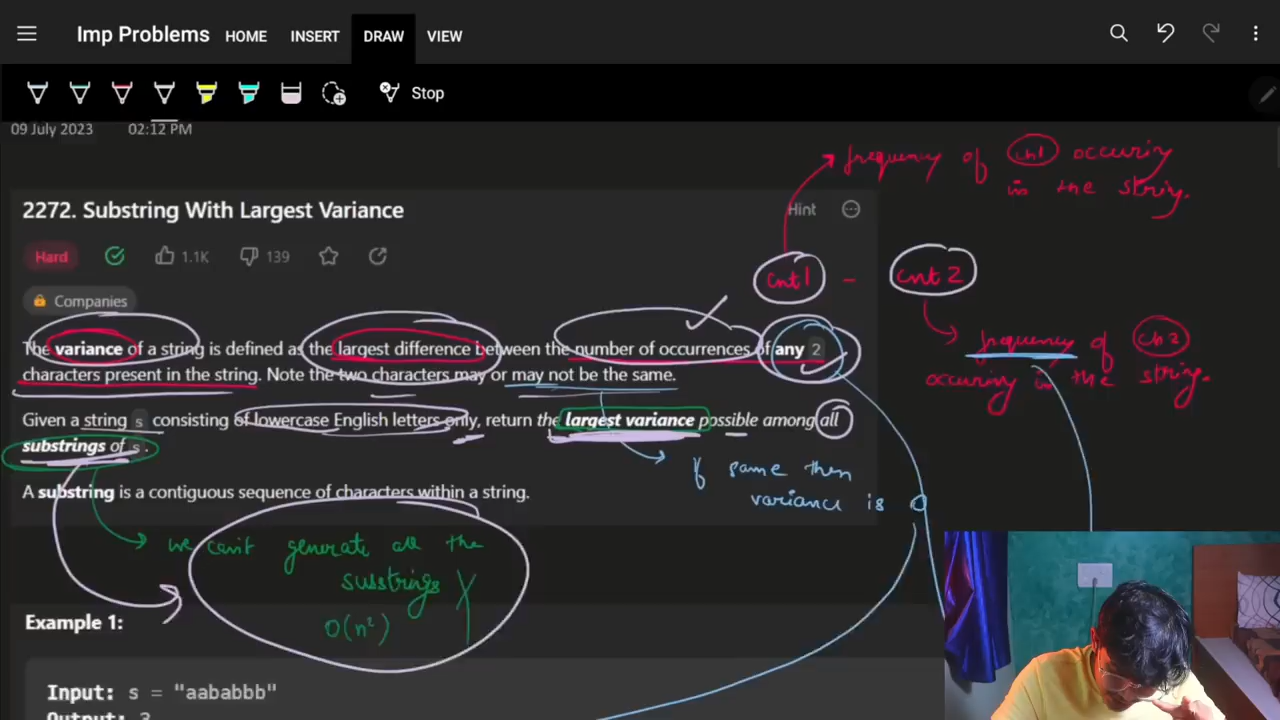 Imp Problems HOME INSERT DRAW VIEW
Stop
09 July 2023 02:12 PM
frequency of ch1 occuriny
in the string.
2272. Substring With Largest Variance
Hint
Hard 1.1K 139
cnt1 - cnt2
Companies
The variance of a string is defined as the largest difference between the number of occurrences of any 2
characters present in the string. Note the two characters may or may not be the same.
frequency of ch2
occuring in the string.
Given a string s consisting of lowercase English letters only, return the largest variance possible among all
substrings of s.
If same then
variance is 0
A substring is a contiguous sequence of characters within a string.
we can't generate all the
susstrings
O(n²)
Example 1:
Input: s = "aababbb"
Output: 3